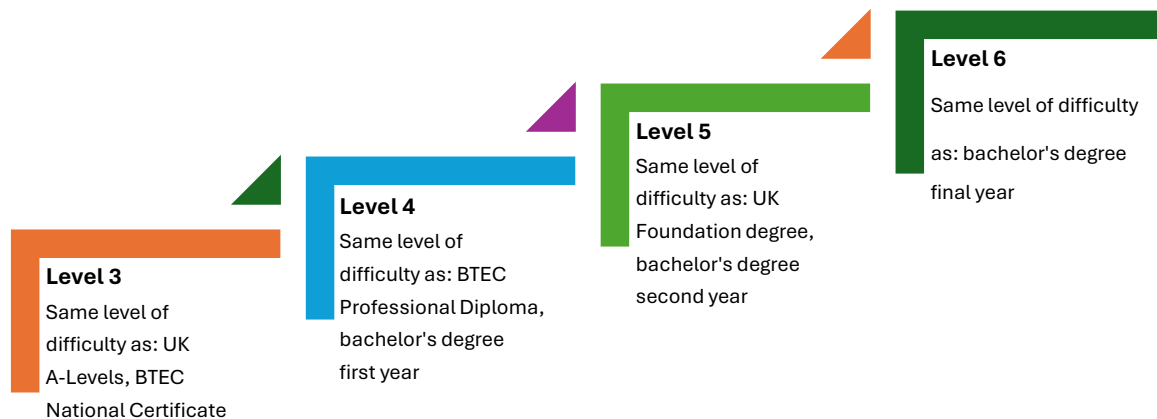 Level 3
Same level of
difficulty as: UK
A-Levels, BTEC
National Certificate
Level 4
Same level of
difficulty as: BTEC
Professional Diploma,
bachelor's degree
first year
Level 5
Same level of
difficulty as: UK
Foundation degree,
bachelor's degree
second year
Level 6
Same level of difficulty
as: bachelor's degree
final year